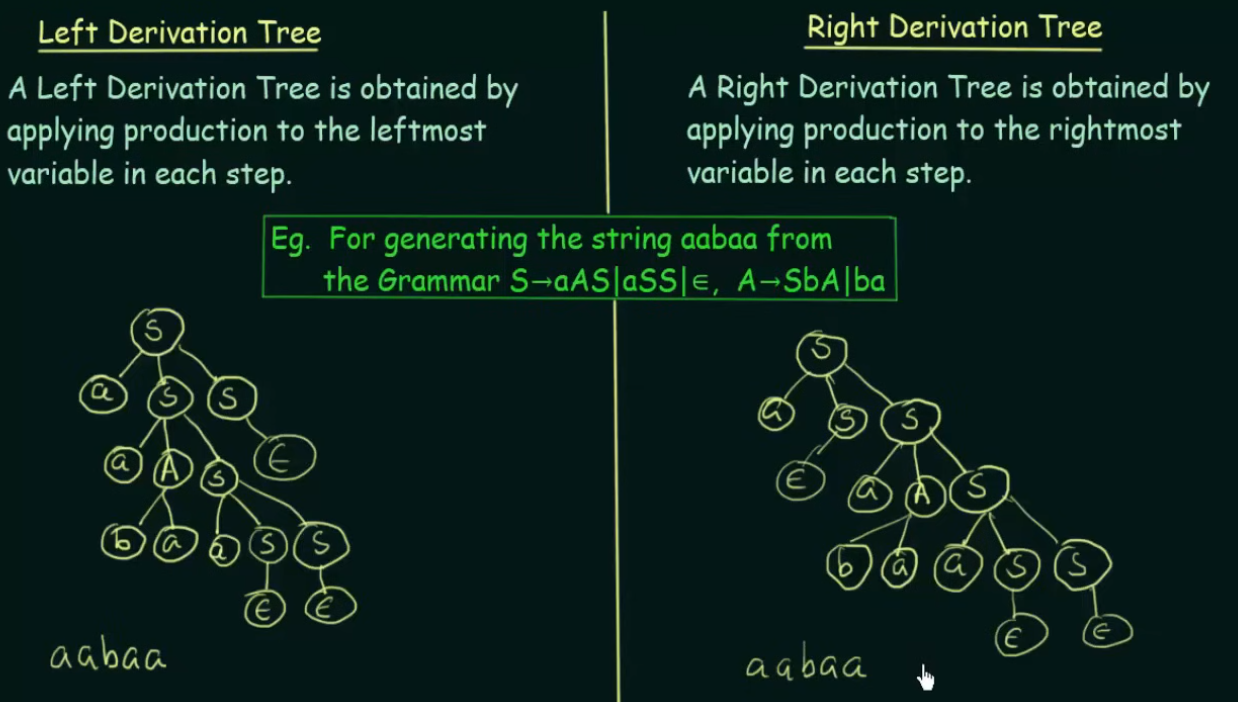 Left Derivation Tree
A Left Derivation Tree is obtained by
applying production to the leftmost
variable in each step.
Right Derivation Tree
A Right Derivation Tree is obtained by
applying production to the rightmost
variable in each step.
Eg. For generating the string aabaa from
the Grammar S→aAS|aSS|∈, A→SbA|ba
S
a S S
a A S ∈
b a a S S
∈ ∈
aabaa
S
a S S
∈ a A S
b a a S S
∈ ∈
aabaa